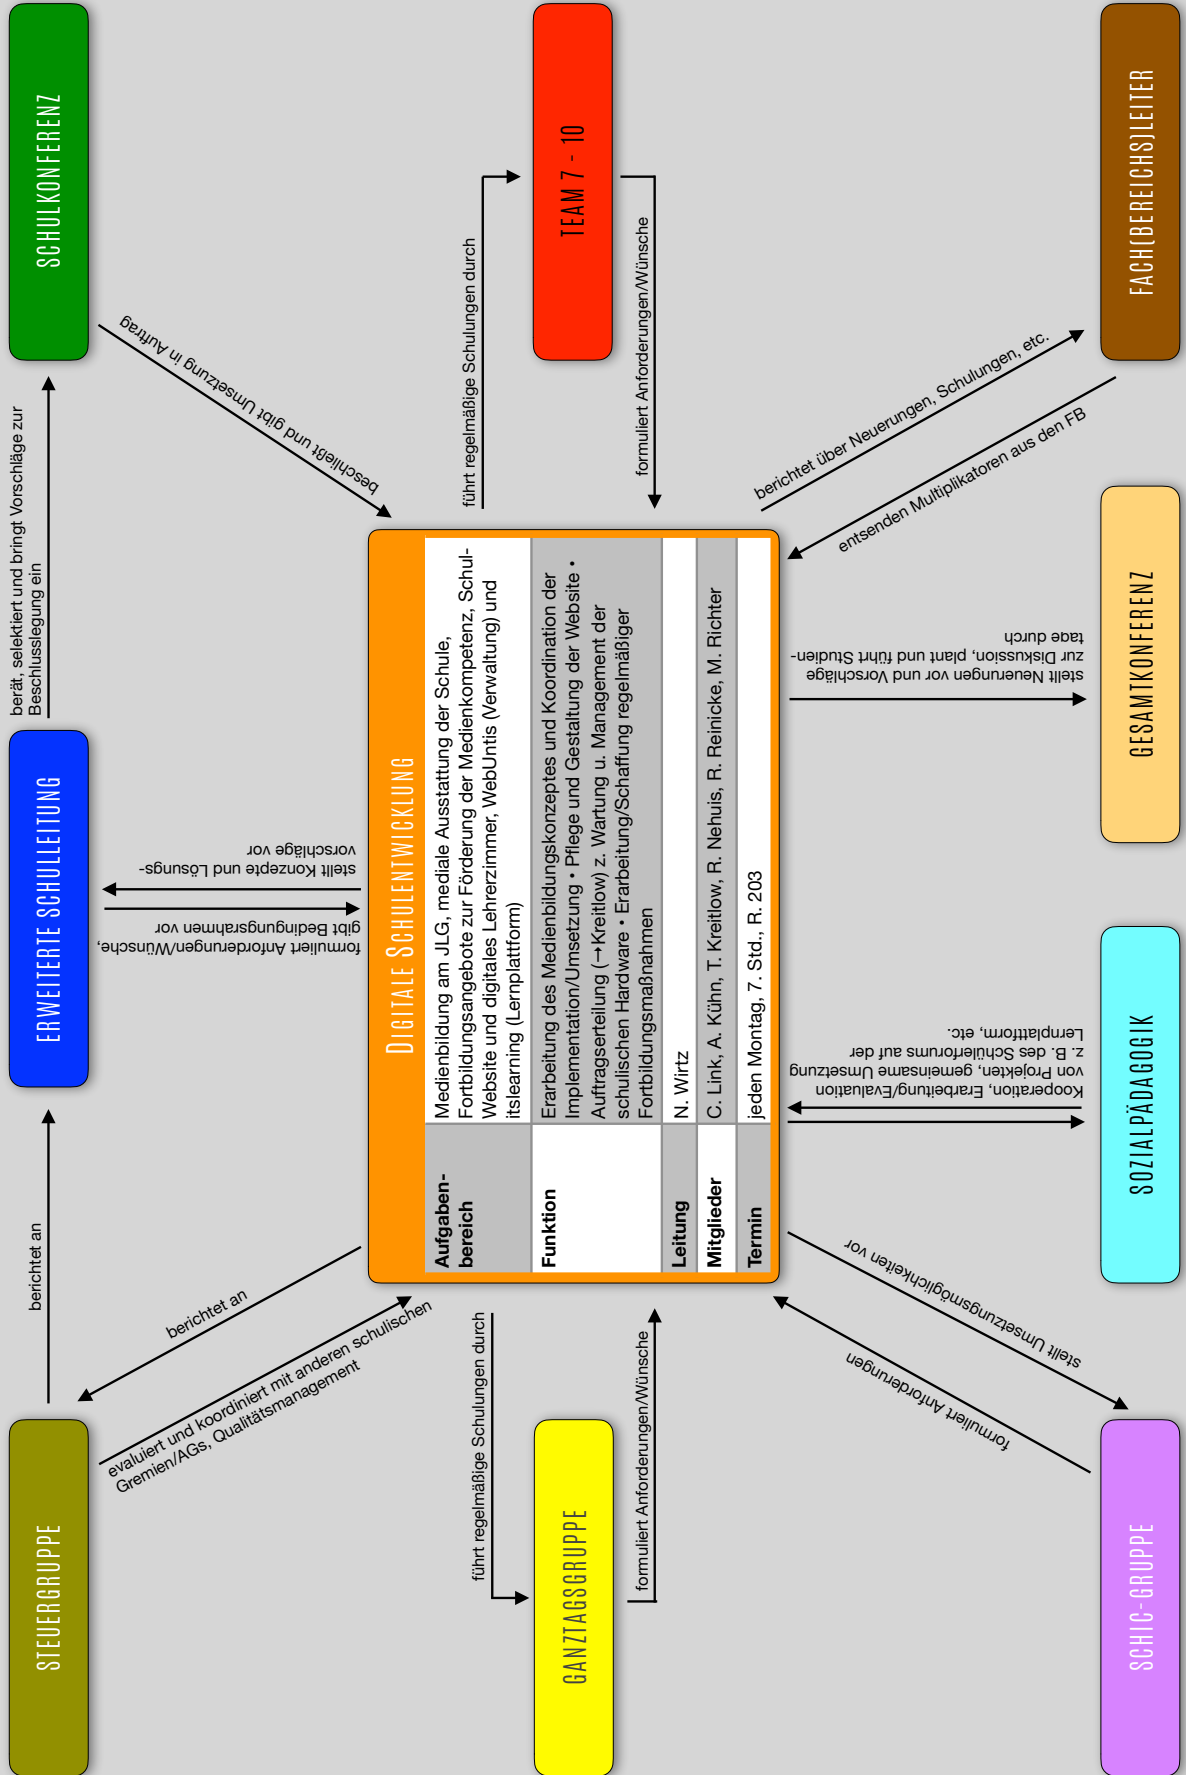 STEUERGRUPPE
berichtet an
ERWEITERTE SCHULLEITUNG
berät, selektiert und bringt Vorschläge zur
Beschlusslegung ein
SCHULKONFERENZ
berichtet an
evaluiert und koordiniert mit anderen schulischen
Gremien/AGs, Qualitätsmanagement
formuliert Anforderungen/Wünsche,
gibt Bedingungsrahmen vor
stellt Konzepte und Lösungs-
vorschläge vor
beschließt und gibt Umsetzung in Auftrag
führt regelmäßige Schulungen durch
GANZTAGSGRUPPE
formuliert Anforderungen/Wünsche
DIGITALE SCHULENTWICKLUNG
Aufgaben-
bereich
Medienbildung am JLG, mediale Ausstattung der Schule,
Fortbildungsangebote zur Förderung der Medienkompetenz, Schul-
Website und digitales Lehrerzimmer, WebUntis (Verwaltung) und
itslearning (Lernplattform)
Funktion
Erarbeitung des Medienbildungskonzeptes und Koordination der
Implementation/Umsetzung • Pflege und Gestaltung der Website •
Auftragserteilung (→Kreitlow) z. Wartung u. Management der
schulischen Hardware • Erarbeitung/Schaffung regelmäßiger
Fortbildungsmaßnahmen
Leitung
N. Wirtz
Mitglieder
C. Link, A. Kühn, T. Kreitlow, R. Nehuis, R. Reinicke, M. Richter
Termin
jeden Montag, 7. Std., R. 203
führt regelmäßige Schulungen durch
TEAM 7 - 10
formuliert Anforderungen/Wünsche
formuliert Anforderungen
stellt Umsetzungsmöglichkeiten vor
Kooperation, Erarbeitung/Evaluation
von Projekten, gemeinsame Umsetzung
z. B. des Schülerforums auf der
Lernplattform, etc.
stellt Neuerungen vor und Vorschläge
zur Diskussion, plant und führt Studien-
tage durch
berichtet über Neuerungen, Schulungen, etc.
entsenden Multiplikatoren aus den FB
SCHIC-GRUPPE
SOZIALPÄDAGOGIK
GESAMTKONFERENZ
FACH(BEREICHS)LEITER